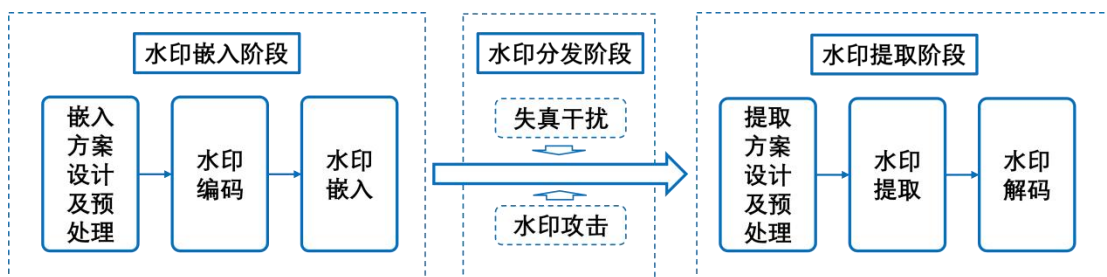 水印嵌入阶段
嵌入
方案
设计
及预
处理
水印
编码
水印
嵌入
水印分发阶段
失真干扰
水印攻击
水印提取阶段
提取
方案
设计
及预
处理
水印
提取
水印
解码